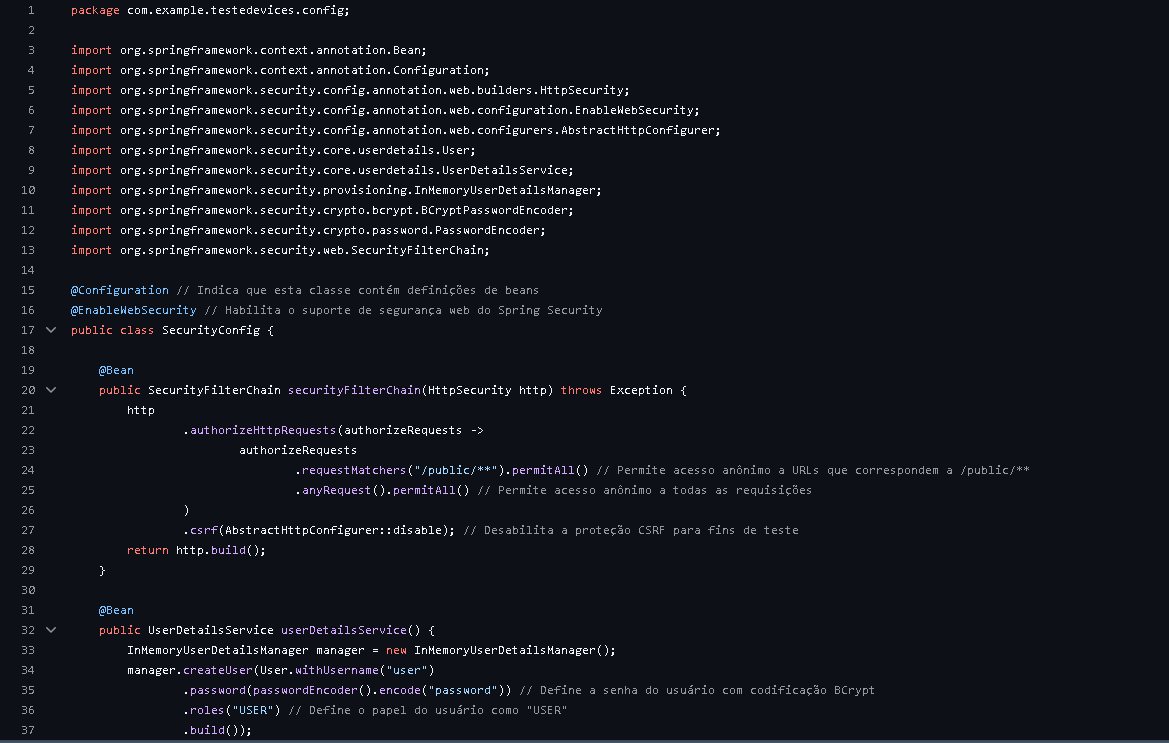 1 package com.example.testedevices.config;
2
3 import org.springframework.context.annotation.Bean;
4 import org.springframework.context.annotation.Configuration;
5 import org.springframework.security.config.annotation.web.builders.HttpSecurity;
6 import org.springframework.security.config.annotation.web.configuration.EnableWebSecurity;
7 import org.springframework.security.config.annotation.web.configurers.AbstractHttpConfigurer;
8 import org.springframework.security.core.userdetails.User;
9 import org.springframework.security.core.userdetails.UserDetailsService;
10 import org.springframework.security.provisioning.InMemoryUserDetailsManager;
11 import org.springframework.security.crypto.bcrypt.BCryptPasswordEncoder;
12 import org.springframework.security.crypto.password.PasswordEncoder;
13 import org.springframework.security.web.SecurityFilterChain;
14
15 @Configuration // Indica que esta classe contém definições de beans
16 @EnableWebSecurity // Habilita o suporte de segurança web do Spring Security
17 public class SecurityConfig {
18
19 @Bean
20 public SecurityFilterChain securityFilterChain(HttpSecurity http) throws Exception {
21 http
22 .authorizeHttpRequests(authorizeRequests ->
23 authorizeRequests
24 .requestMatchers("/public/**").permitAll() // Permite acesso anônimo a URLs que correspondem a /public/**
25 .anyRequest().permitAll() // Permite acesso anônimo a todas as requisições
26 )
27 .csrf(AbstractHttpConfigurer::disable); // Desabilita a proteção CSRF para fins de teste
28 return http.build();
29 }
30
31 @Bean
32 public UserDetailsService userDetailsService() {
33 InMemoryUserDetailsManager manager = new InMemoryUserDetailsManager();
34 manager.createUser(User.withUsername("user")
35 .password(passwordEncoder().encode("password")) // Define a senha do usuário com codificação BCrypt
36 .roles("USER") // Define o papel do usuário como "USER"
37 .build());